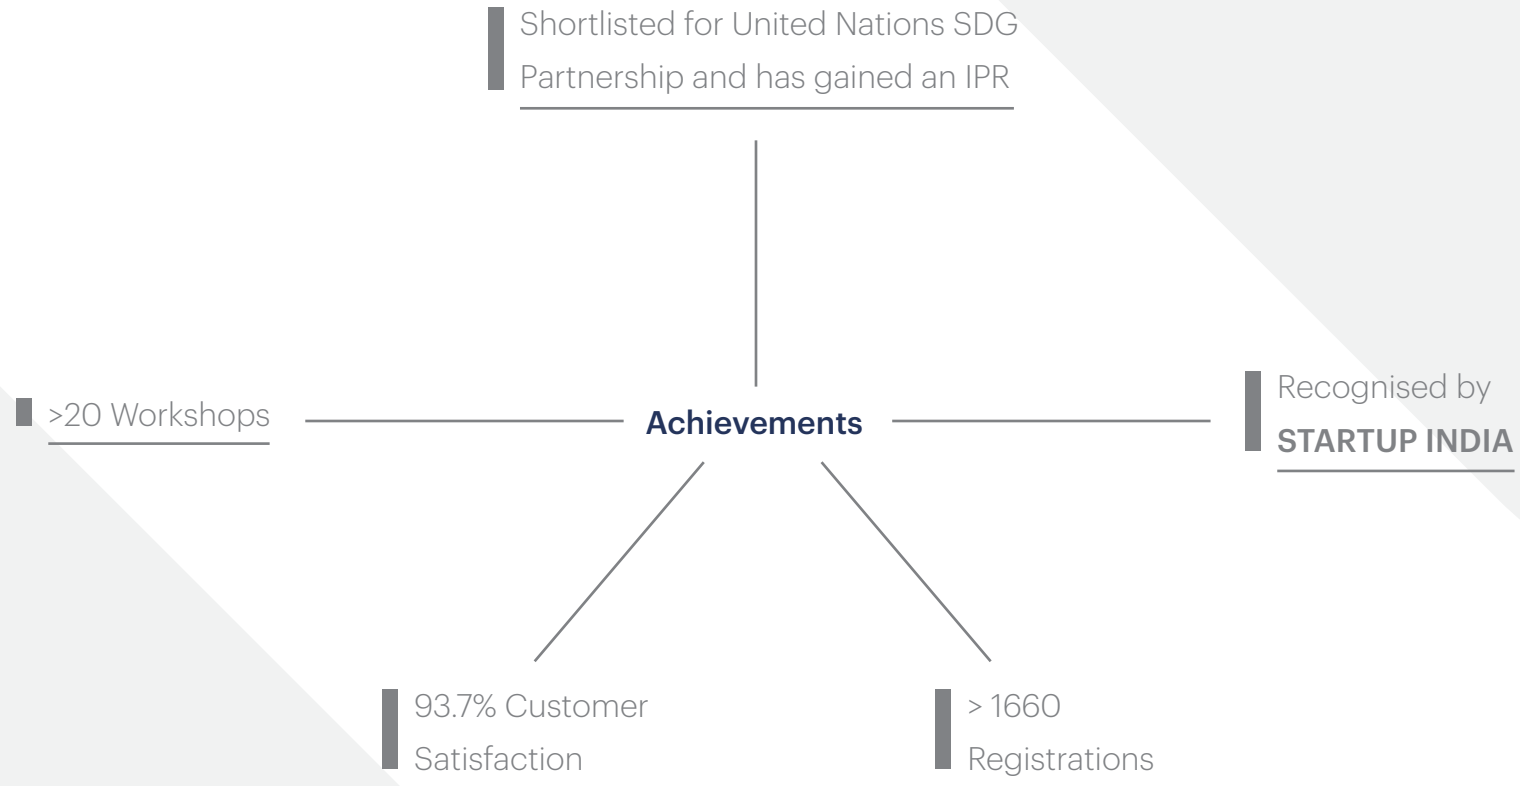 Shortlisted for United Nations SDG
Partnership and has gained an IPR
>20 Workshops
Achievements
Recognised by
STARTUP INDIA
93.7% Customer
Satisfaction
> 1660
Registrations